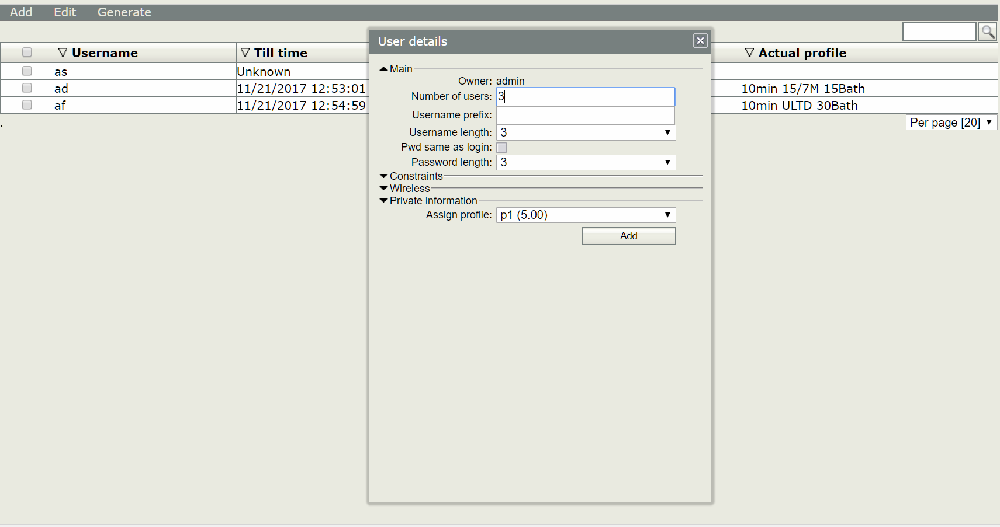 Add Edit Generate
User details
Username Till time Actual profile
as Unknown
ad 11/21/2017 12:53:01 10min 15/7M 15Bath
af 11/21/2017 12:54:59 10min ULTD 30Bath
.
Per page [20]
Main
Owner: admin
Number of users: 3
Username prefix:
Username length: 3
Pwd same as login:
Password length: 3
Constraints
Wireless
Private information
Assign profile: p1 (5.00)
Add